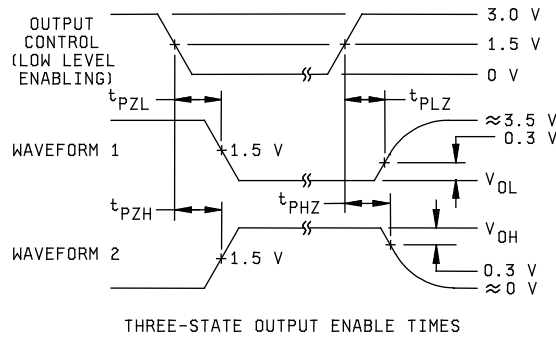 OUTPUT
CONTROL
(LOW LEVEL
ENABLING)
3.0 V
1.5 V
0 V
tPZL
tPLZ
≈3.5 V
0.3 V
WAVEFORM 1
1.5 V
VOL
tPZH
tPHZ
VOH
WAVEFORM 2
1.5 V
0.3 V
≈0 V
THREE-STATE OUTPUT ENABLE TIMES